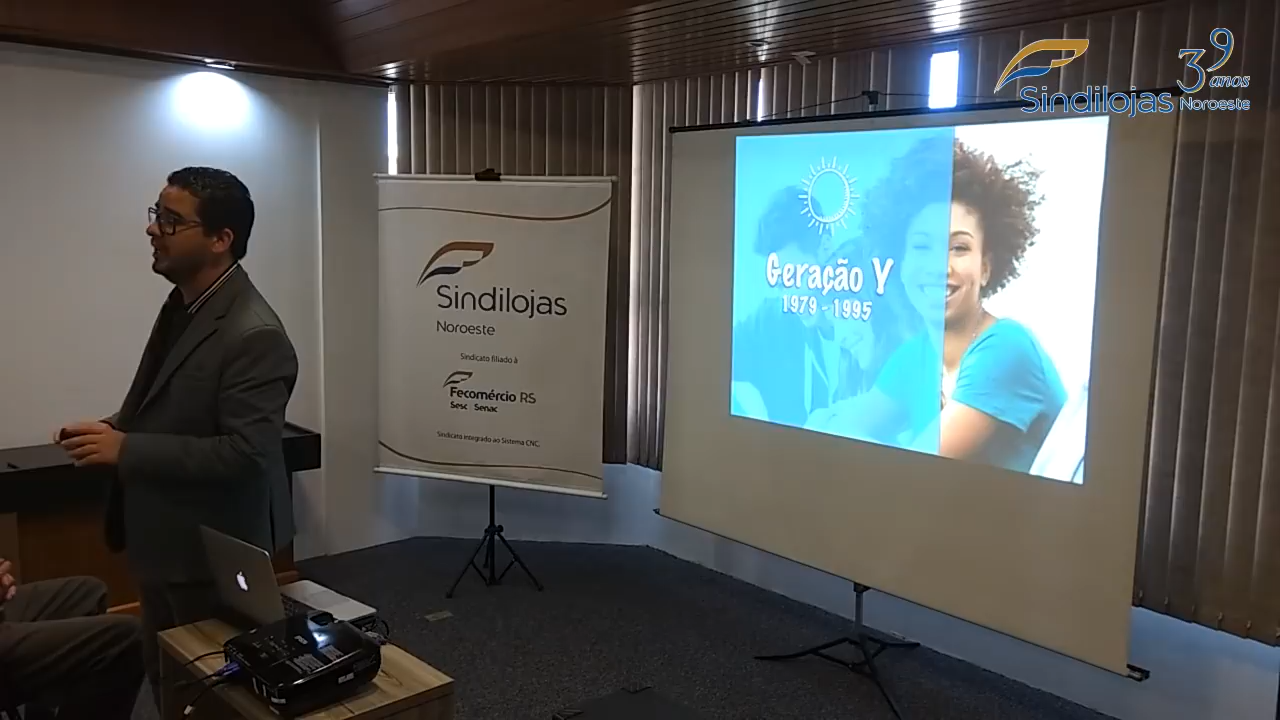 Sindilojas
Noroeste
39
anos
Sindilojas
Noroeste
Sindicato filiado à
Fecomércio RS
Sesc Senac
Sindicato integrado ao Sistema CNC.
Geração Y
1979 - 1995